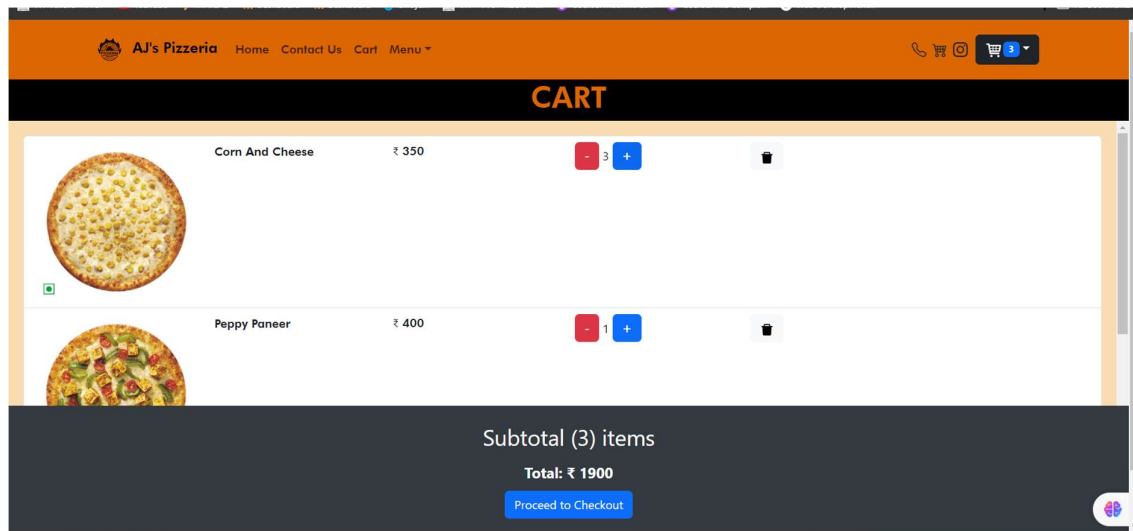 AJ's Pizzeria Home Contact Us Cart Menu 3
CART
Corn And Cheese ₹ 350 - 3 +
Peppy Paneer ₹ 400 - 1 +
Subtotal (3) items
Total: ₹ 1900
Proceed to Checkout